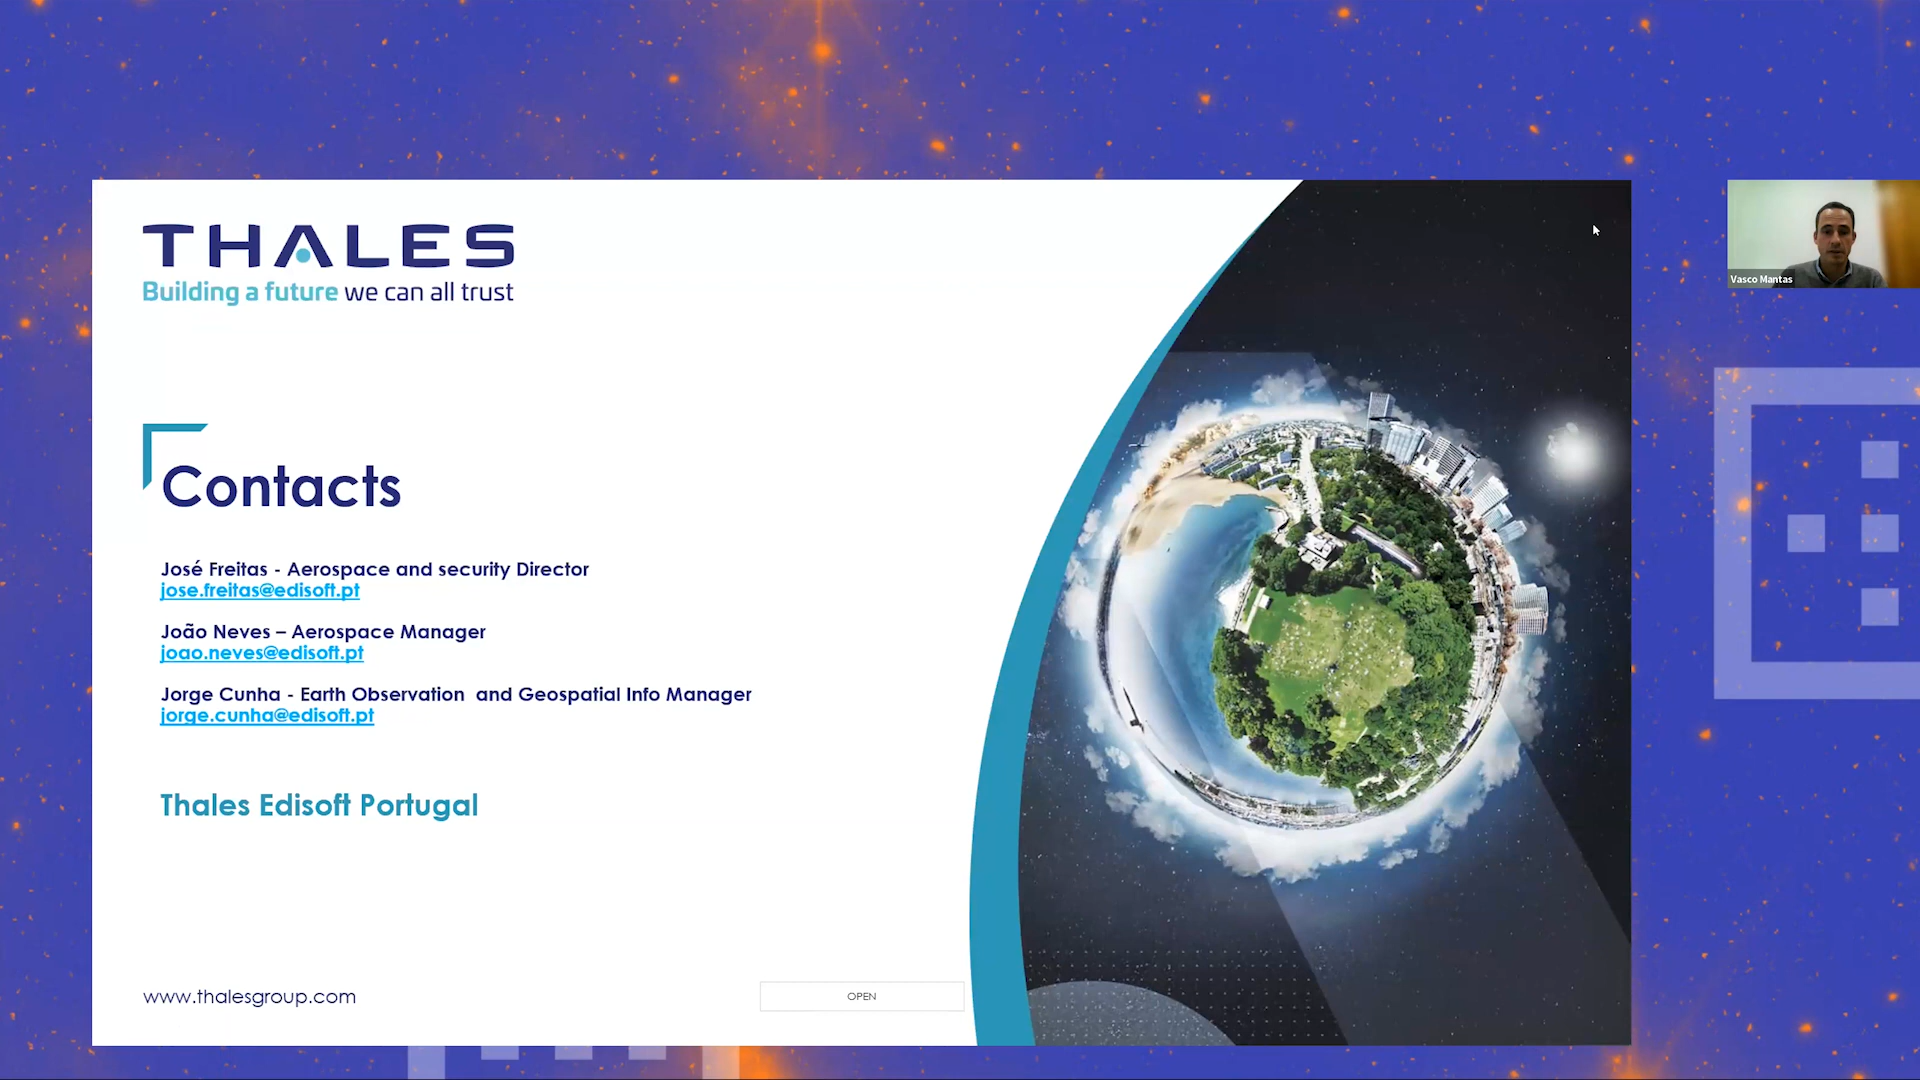 THALES
Building a future we can all trust
Contacts
José Freitas - Aerospace and security Director
jose.freitas@edisoft.pt
João Neves – Aerospace Manager
joao.neves@edisoft.pt
Jorge Cunha - Earth Observation and Geospatial Info Manager
jorge.cunha@edisoft.pt
Thales Edisoft Portugal
www.thalesgroup.com
OPEN
Vasco Mantas